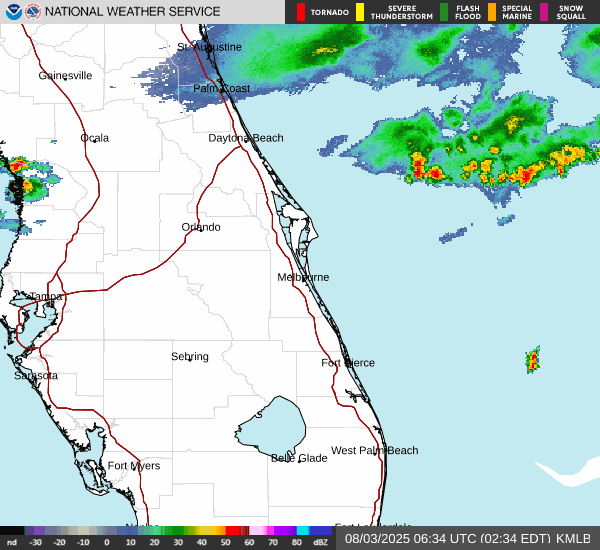 NATIONAL WEATHER SERVICE
TORNADO
SEVERE THUNDERSTORM
FLASH FLOOD
SPECIAL MARINE
SNOW SQUALL
St. Augustine
Gainesville
Palm Coast
Ocala
Daytona Beach
Orlando
Melbourne
Tampa
Sebring
Fort Pierce
Sarasota
West Palm Beach
Belle Glade
Fort Myers
nd -30 -20 -10 0 10 20 30 40 50 60 70 80 dBZ
08/03/2025 06:34 UTC (02:34 EDT) KMLB